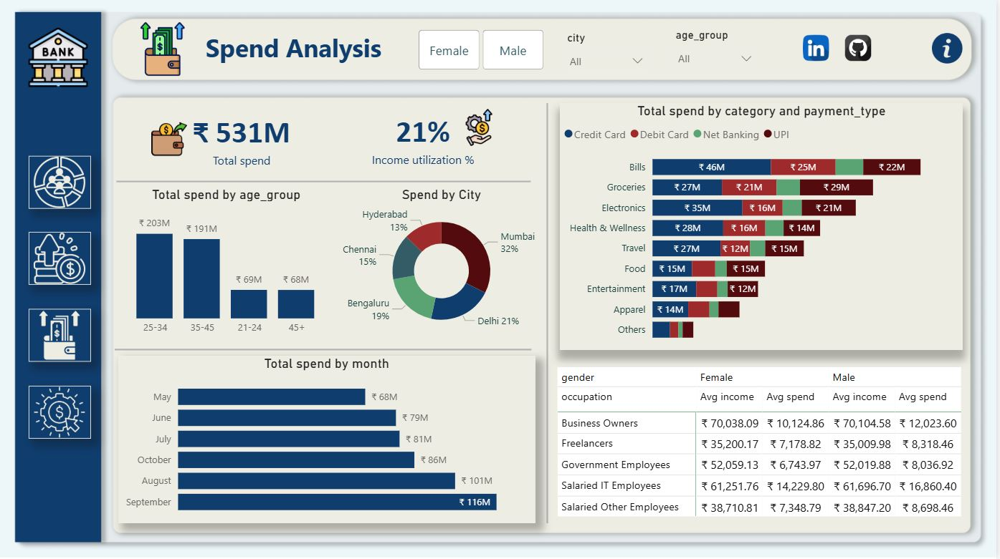 BANK
Spend Analysis
Female
Male
city
All
age_group
All
in
i
₹ 531M
Total spend
21%
Income utilization %
Total spend by age_group
₹ 203M
₹ 191M
₹ 69M
₹ 68M
25-34
35-45
21-24
45+
Spend by City
Hyderabad
13%
Mumbai
32%
Chennai
15%
Bengaluru
19%
Delhi 21%
Total spend by month
May ₹ 68M
June ₹ 79M
July ₹ 81M
October ₹ 86M
August ₹ 101M
September ₹ 116M
Total spend by category and payment_type
Credit Card Debit Card Net Banking UPI
Bills ₹ 46M ₹ 25M ₹ 22M
Groceries ₹ 27M ₹ 21M ₹ 29M
Electronics ₹ 35M ₹ 16M ₹ 21M
Health & Wellness ₹ 28M ₹ 16M ₹ 14M
Travel ₹ 27M ₹ 12M ₹ 15M
Food ₹ 15M ₹ 15M
Entertainment ₹ 17M ₹ 12M
Apparel ₹ 14M
Others
gender Female Male
occupation Avg income Avg spend Avg income Avg spend
Business Owners ₹ 70,038.09 ₹ 10,124.86 ₹ 70,104.58 ₹ 12,023.60
Freelancers ₹ 35,200.17 ₹ 7,178.82 ₹ 35,009.98 ₹ 8,318.46
Government Employees ₹ 52,059.13 ₹ 6,743.97 ₹ 52,019.88 ₹ 8,036.92
Salaried IT Employees ₹ 61,251.76 ₹ 14,229.80 ₹ 61,696.70 ₹ 16,860.40
Salaried Other Employees ₹ 38,710.81 ₹ 7,348.79 ₹ 38,847.20 ₹ 8,698.46